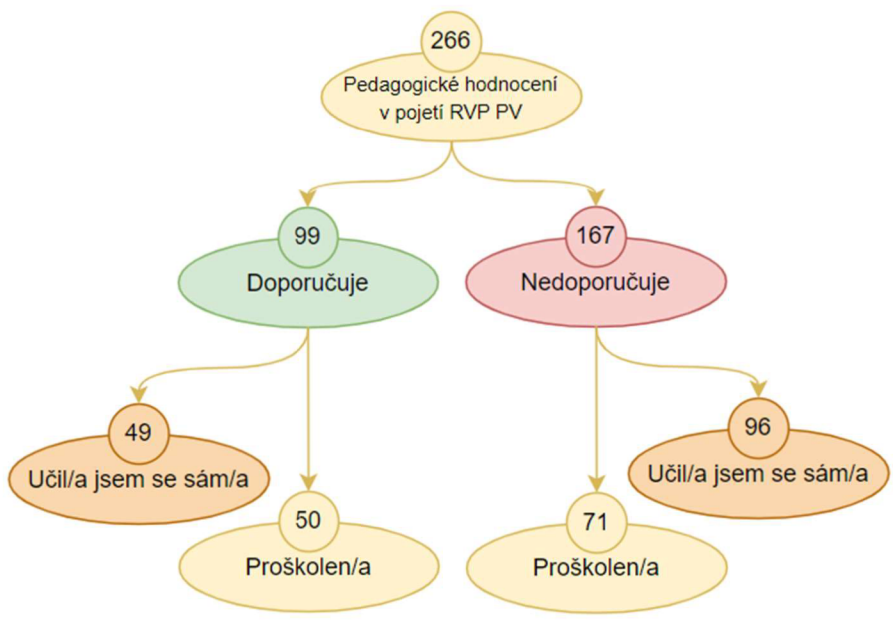 266
Pedagogické hodnocení
v pojetí RVP PV
99
Doporučuje
167
Nedoporučuje
49
Učil/a jsem se sám/a
50
Proškolen/a
71
Proškolen/a
96
Učil/a jsem se sám/a